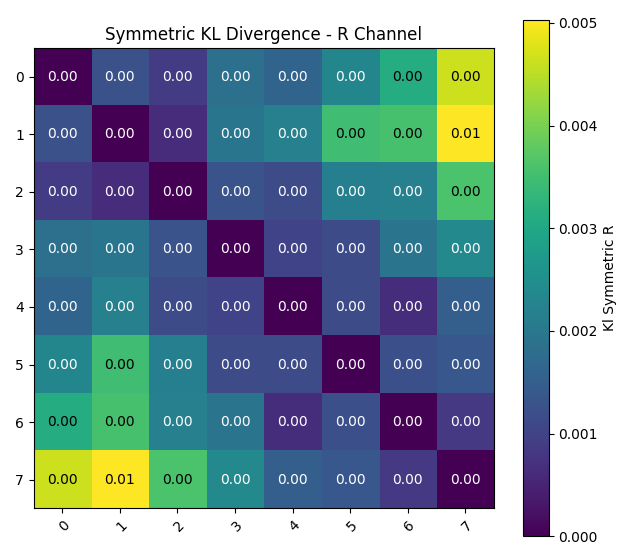 Symmetric KL Divergence - R Channel
0 0.00 0.00 0.00 0.00 0.00 0.00 0.00 0.00
1 0.00 0.00 0.00 0.00 0.00 0.00 0.00 0.01
2 0.00 0.00 0.00 0.00 0.00 0.00 0.00 0.00
3 0.00 0.00 0.00 0.00 0.00 0.00 0.00 0.00
4 0.00 0.00 0.00 0.00 0.00 0.00 0.00 0.00
5 0.00 0.00 0.00 0.00 0.00 0.00 0.00 0.00
6 0.00 0.00 0.00 0.00 0.00 0.00 0.00 0.00
7 0.00 0.01 0.00 0.00 0.00 0.00 0.00 0.00
0 1 2 3 4 5 6 7
0.005
0.004
0.003
0.002
0.001
0.000
Kl Symmetric R